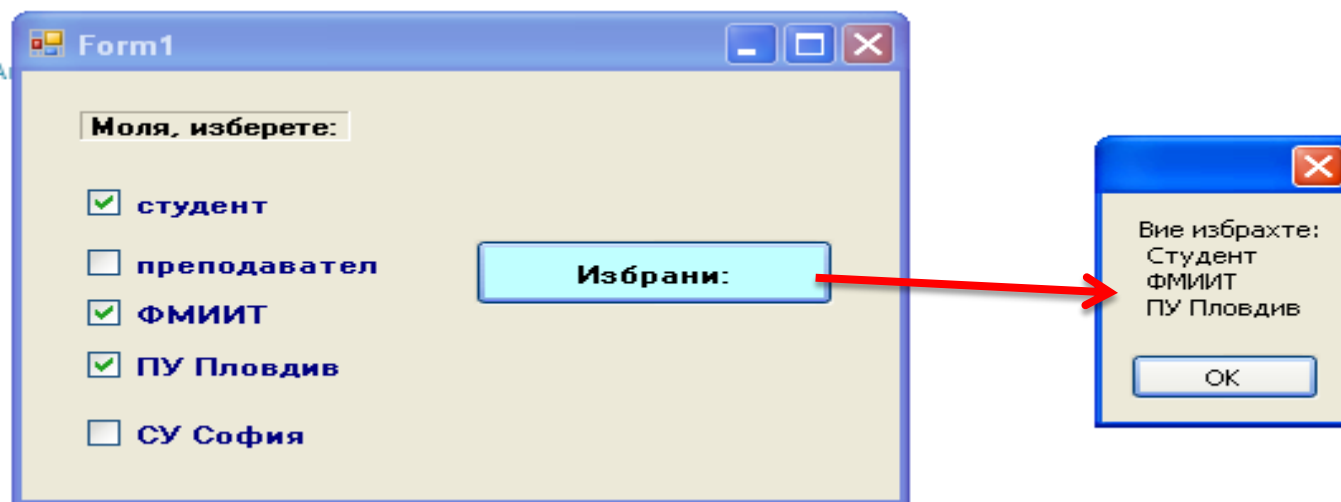 Form1
Моля, изберете:
студент
преподавател
ФМИИТ
ПУ Пловдив
СУ София
Избрани:
Вие избрахте:
Студент
ФМИИТ
ПУ Пловдив
OK